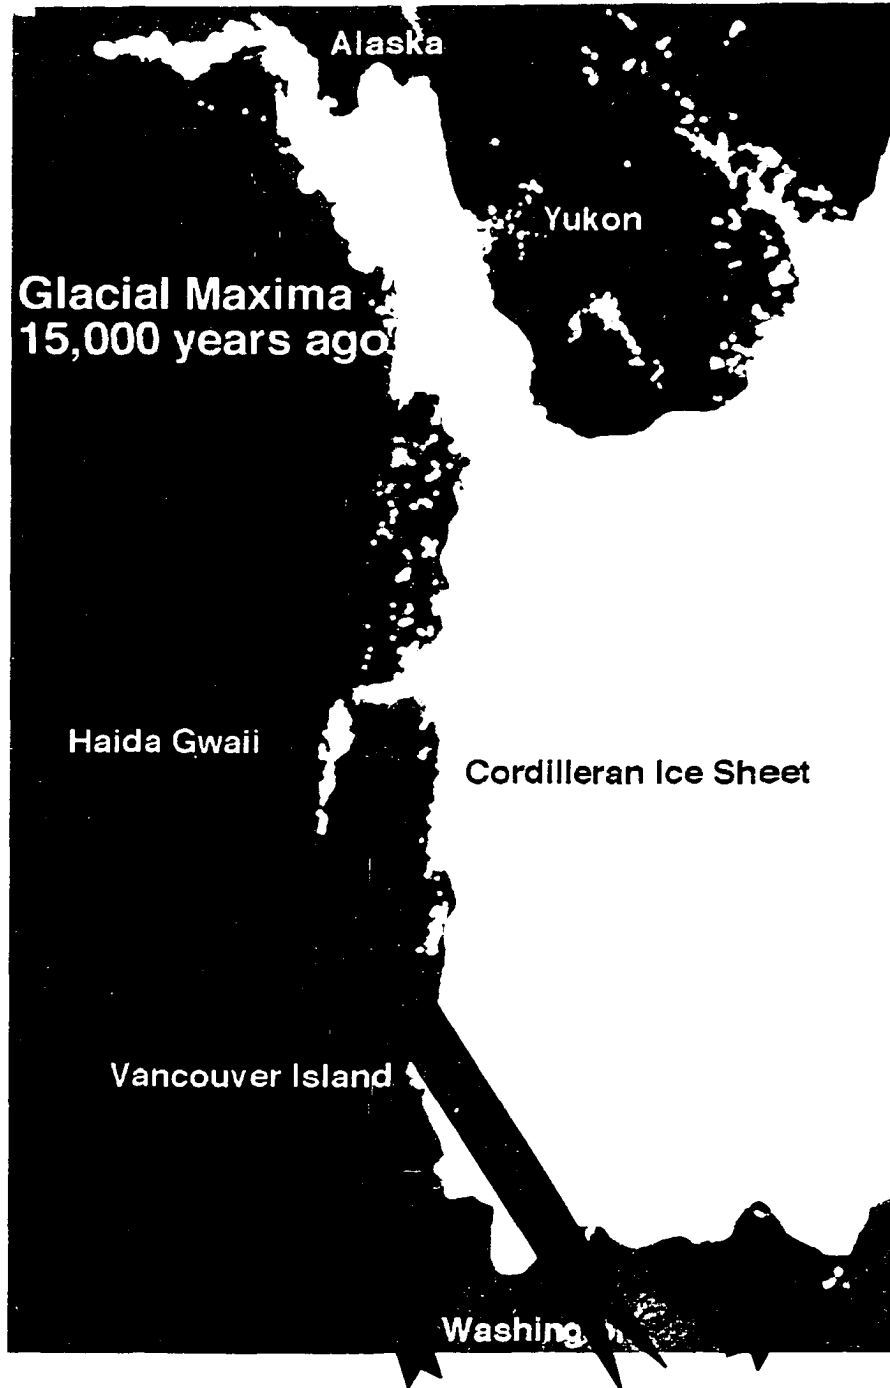 Alaska
Yukon
Glacial Maxima
15,000 years ago
Haida Gwaii
Cordilleran Ice Sheet
Vancouver Island